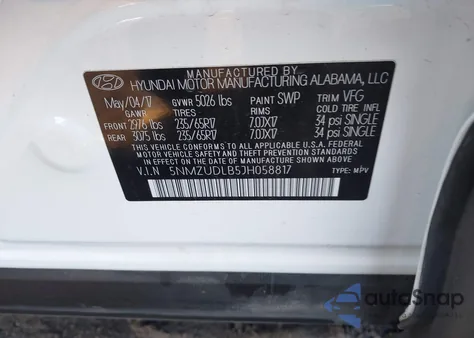 MANUFACTURED BY
HYUNDAI MOTOR MANUFACTURING ALABAMA, LLC
May/04/17 GVWR 5026 lbs PAINT SWP TRIM VFG
GAWR TIRES RIMS COLD TIRE INFL
FRONT 2976 lbs 235/65R17 7.0JX17 34 psi SINGLE
REAR 3075 lbs 235/65R17 7.0JX17 34 psi SINGLE
THIS VEHICLE CONFORMS TO ALL APPLICABLE U.S.A. FEDERAL
MOTOR VEHICLE SAFETY, BUMPER, AND THEFT PREVENTION
STANDARDS IN EFFECT ON THE DATE OF MANUFACTURE SHOWN ABOVE.
V.I.N 5NMZUDLB5JH058817
TYPE: MPV
autoSnap